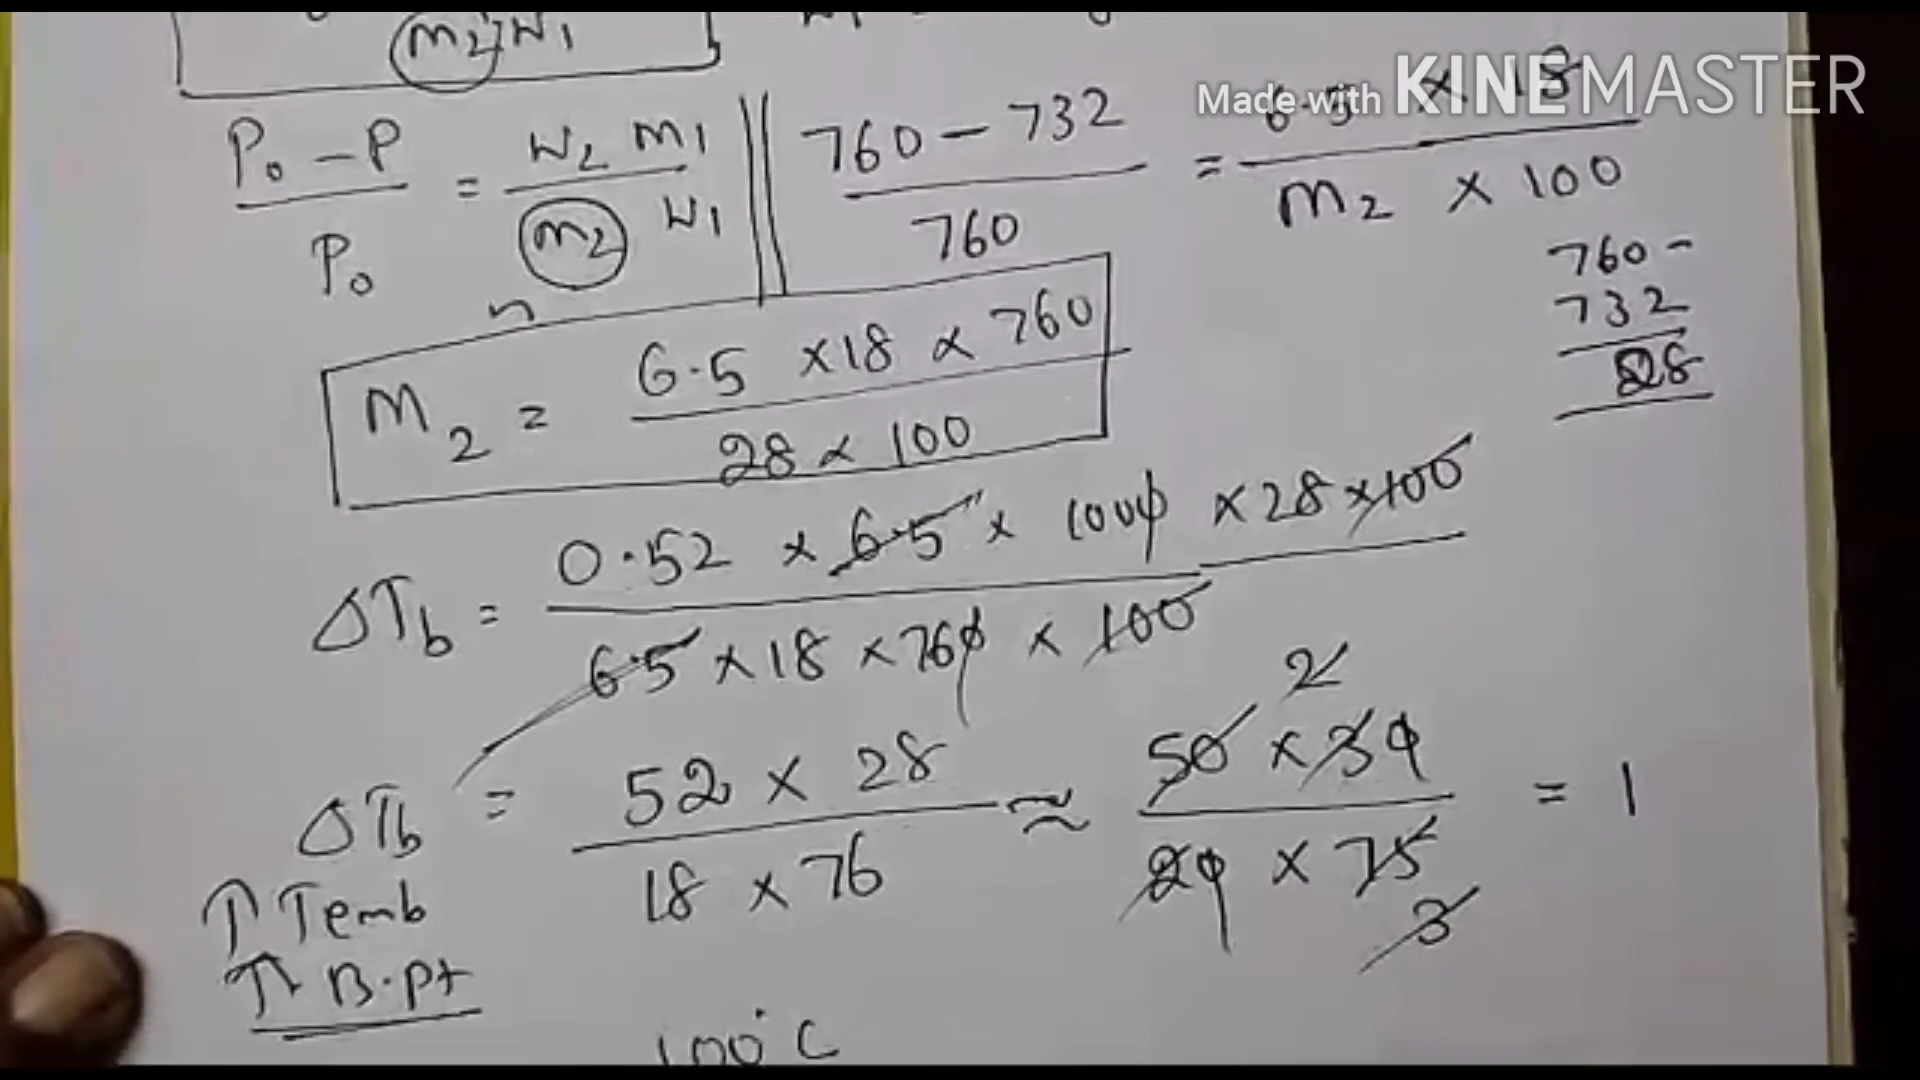 m2 w1
Made with KINEMASTER
P0 - P / P0 = w2 m1 / m2 w1 || 760 - 732 / 760 = 6.5 x 18 / m2 x 100
760 -
732
28
M2 = 6.5 x 18 x 760 / 28 x 100
ΔTb = 0.52 x 6.5 x 1000 x 28 x 100 / 6.5 x 18 x 760 x 100
ΔTb = 52 x 28 / 18 x 76 ≈ 50 x 30 / 20 x 75 = 1
2
3
↑ Temb
↑ B.pt
100°C